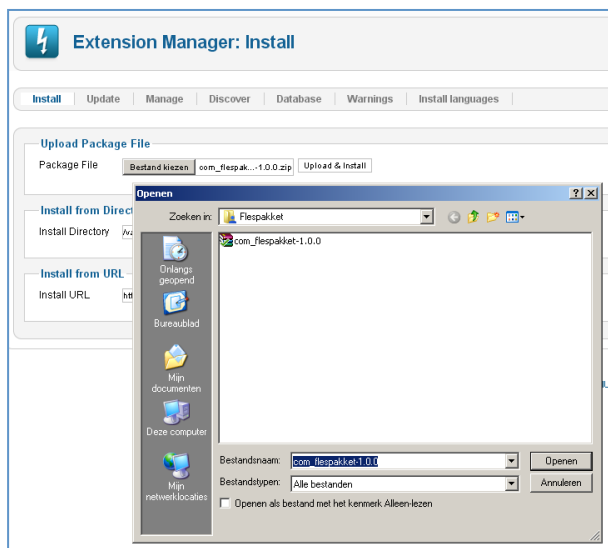 Extension Manager: Install
Install Update Manage Discover Database Warnings Install languages
Upload Package File
Package File Bestand kiezen com_flespak...-1.0.0.zip Upload & Install
Openen
Zoeken in: Flespakket
Install from
Install Directory
com_flespakket-1.0.0
Onlangs geopend
Install from URL
Install URL
Bureaublad
Mijn documenten
Deze computer
Mijn netwerklocaties
Bestandsnaam: com_flespakket-1.0.0 Openen
Bestandstypen: Alle bestanden Annuleren
Openen als bestand met het kenmerk Alleen-lezen